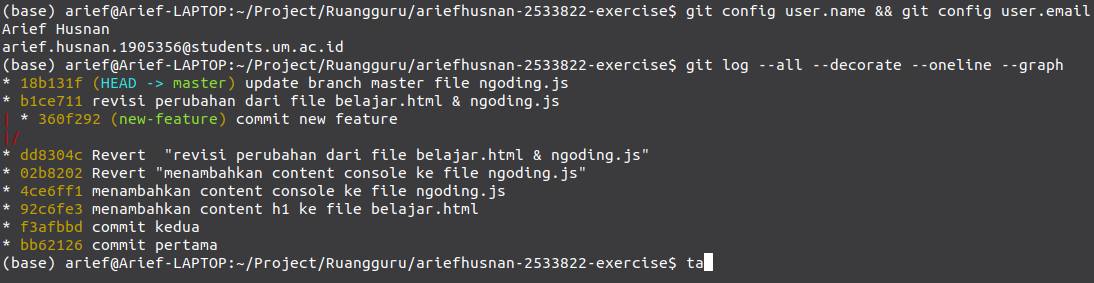 (base) arief@Arief-LAPTOP:~/Project/Ruangguru/ariefhusnan-2533822-exercise$ git config user.name && git config user.email
Arief Husnan
arief.husnan.1905356@students.um.ac.id
(base) arief@Arief-LAPTOP:~/Project/Ruangguru/ariefhusnan-2533822-exercise$ git log --all --decorate --oneline --graph
* 18b131f (HEAD -> master) update branch master file ngoding.js
* b1ce711 revisi perubahan dari file belajar.html & ngoding.js
| * 360f292 (new-feature) commit new feature
|/
* dd8304c Revert  "revisi perubahan dari file belajar.html & ngoding.js"
* 02b8202 Revert "menambahkan content console ke file ngoding.js"
* 4ce6ff1 menambahkan content console ke file ngoding.js
* 92c6fe3 menambahkan content h1 ke file belajar.html
* f3afbbd commit kedua
* bb62126 commit pertama
(base) arief@Arief-LAPTOP:~/Project/Ruangguru/ariefhusnan-2533822-exercise$ ta